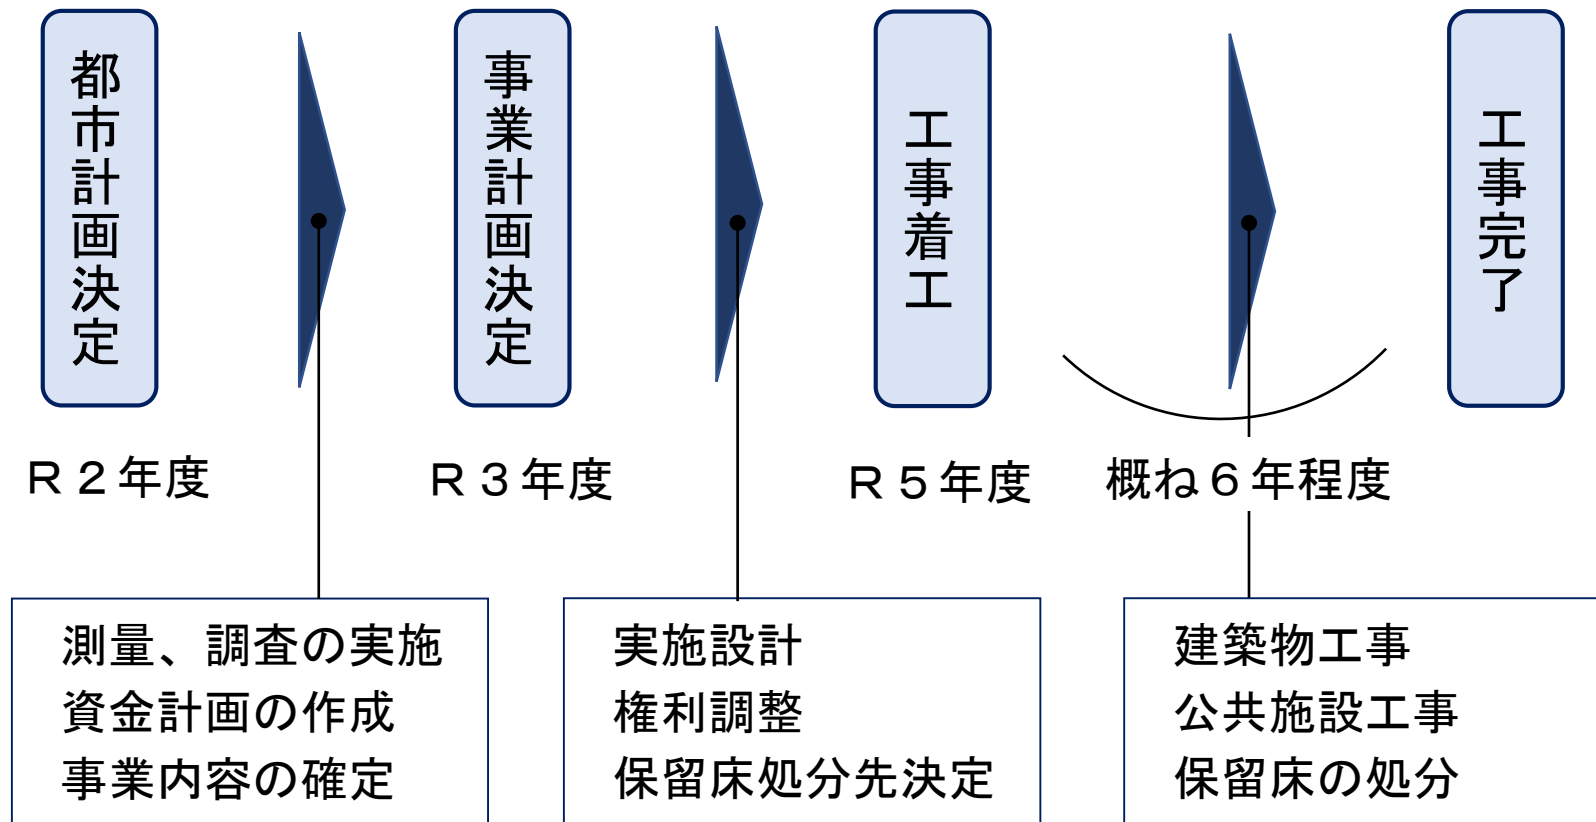 都市計画決定
事業計画決定
工事着工
工事完了
R２年度
R３年度
R５年度
概ね６年程度
測量、調査の実施
資金計画の作成
事業内容の確定
実施設計
権利調整
保留床処分先決定
建築物工事
公共施設工事
保留床の処分